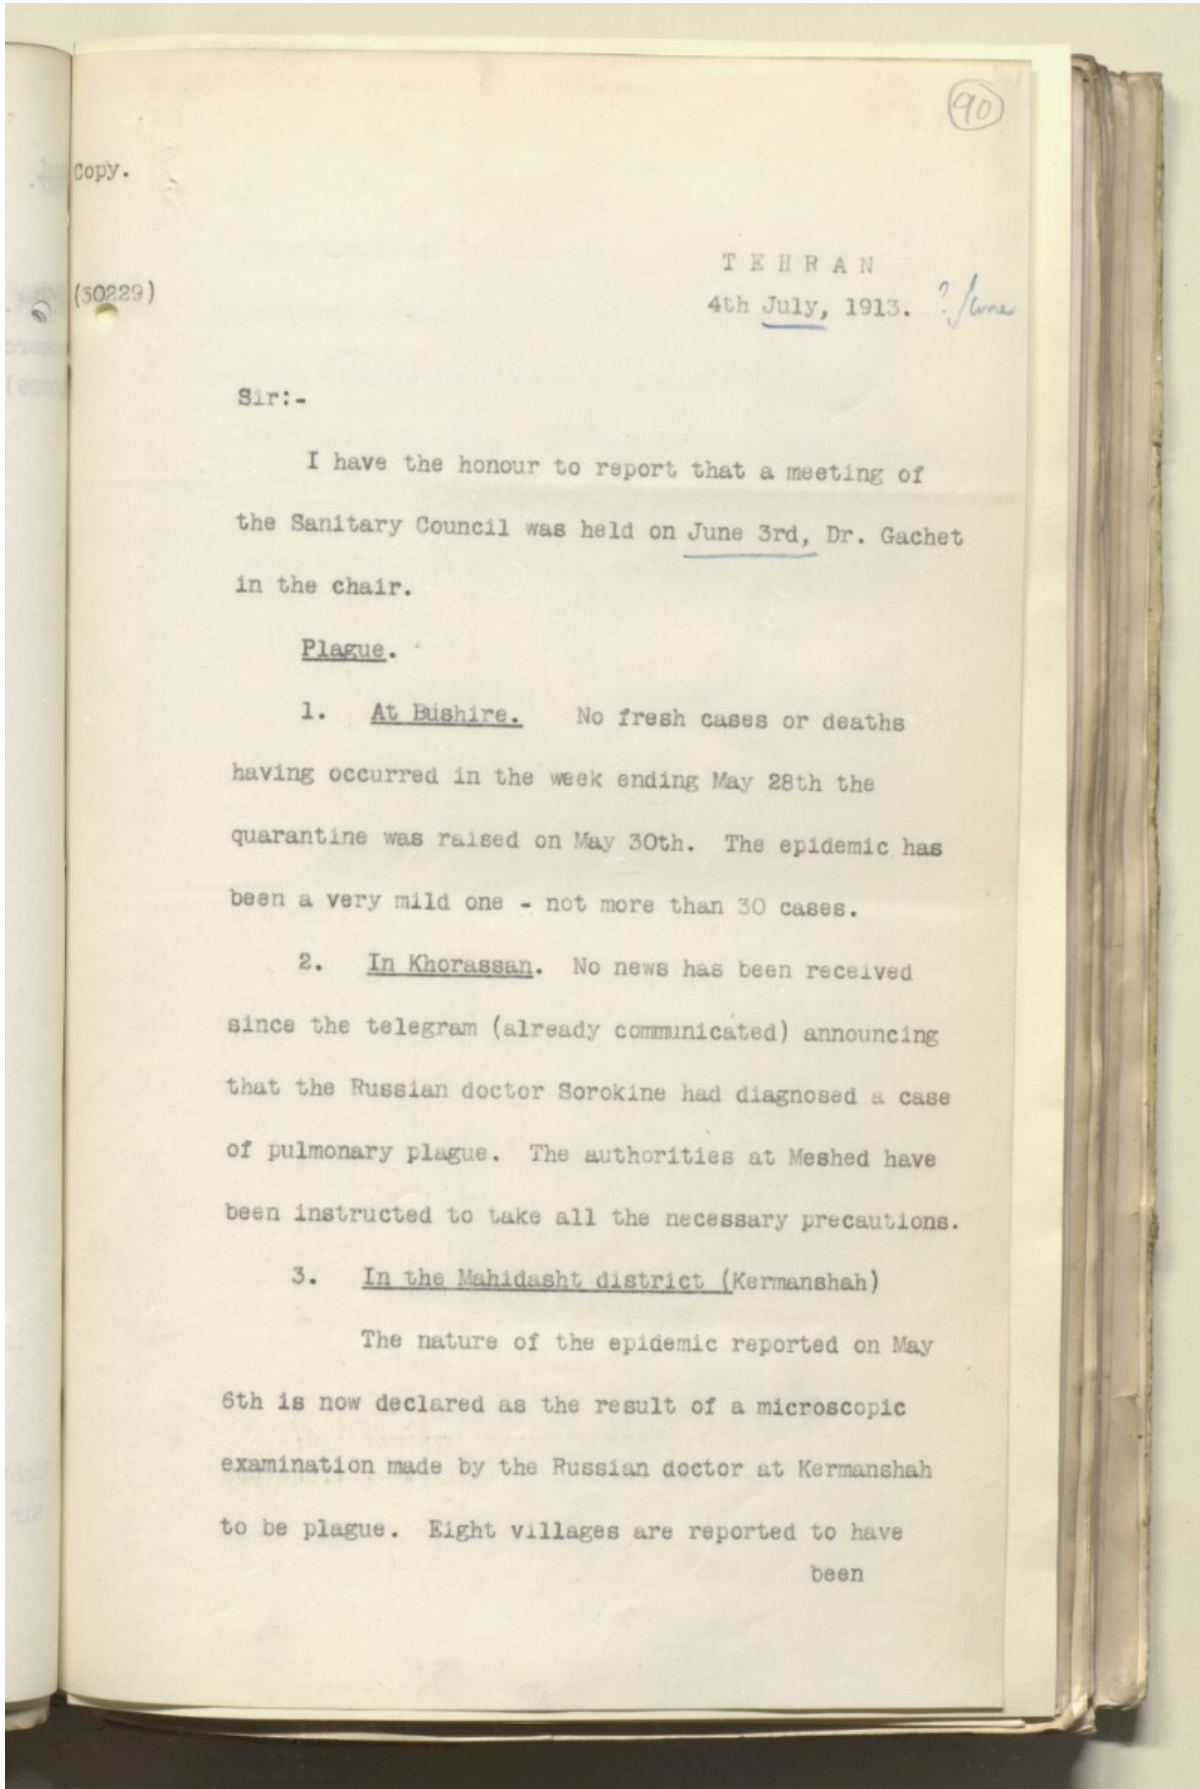 90
Copy.
TEHRAN
(30229)
4th July, 1913. ? June
Sir:-
I have the honour to report that a meeting of
the Sanitary Council was held on June 3rd, Dr. Gachet
in the chair.
Plague.
1. At Bushire. No fresh cases or deaths
having occurred in the week ending May 28th the
quarantine was raised on May 30th. The epidemic has
been a very mild one - not more than 30 cases.
2. In Khorassan. No news has been received
since the telegram (already communicated) announcing
that the Russian doctor Sorokine had diagnosed a case
of pulmonary plague. The authorities at Meshed have
been instructed to take all the necessary precautions.
3. In the Mahidasht district (Kermanshah)
The nature of the epidemic reported on May
6th is now declared as the result of a microscopic
examination made by the Russian doctor at Kermanshah
to be plague. Eight villages are reported to have
been